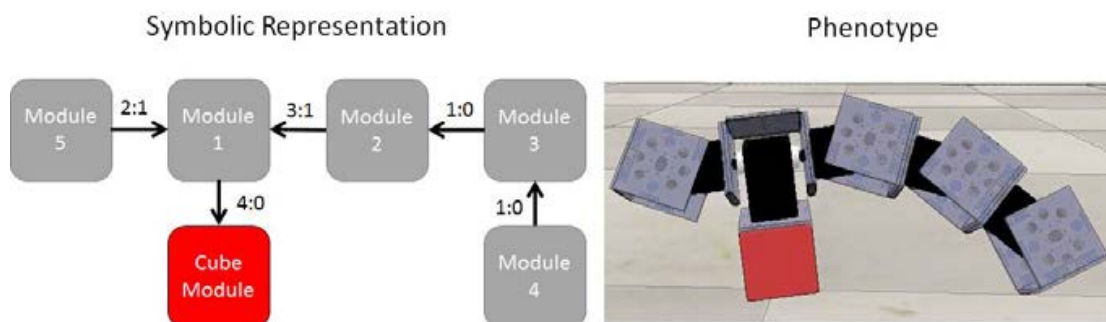 Symbolic Representation
Phenotype
Module
5
2:1
Module
1
3:1
Module
2
1:0
Module
3
4:0
1:0
Cube
Module
Module
4